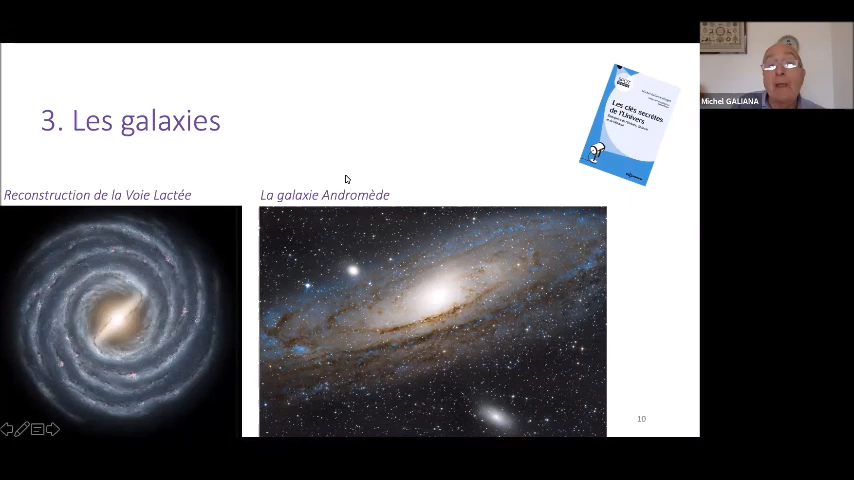 3. Les galaxies
Les clés secrètes
de l'Univers
Michel GALIANA
Reconstruction de la Voie Lactée
La galaxie Andromède
10